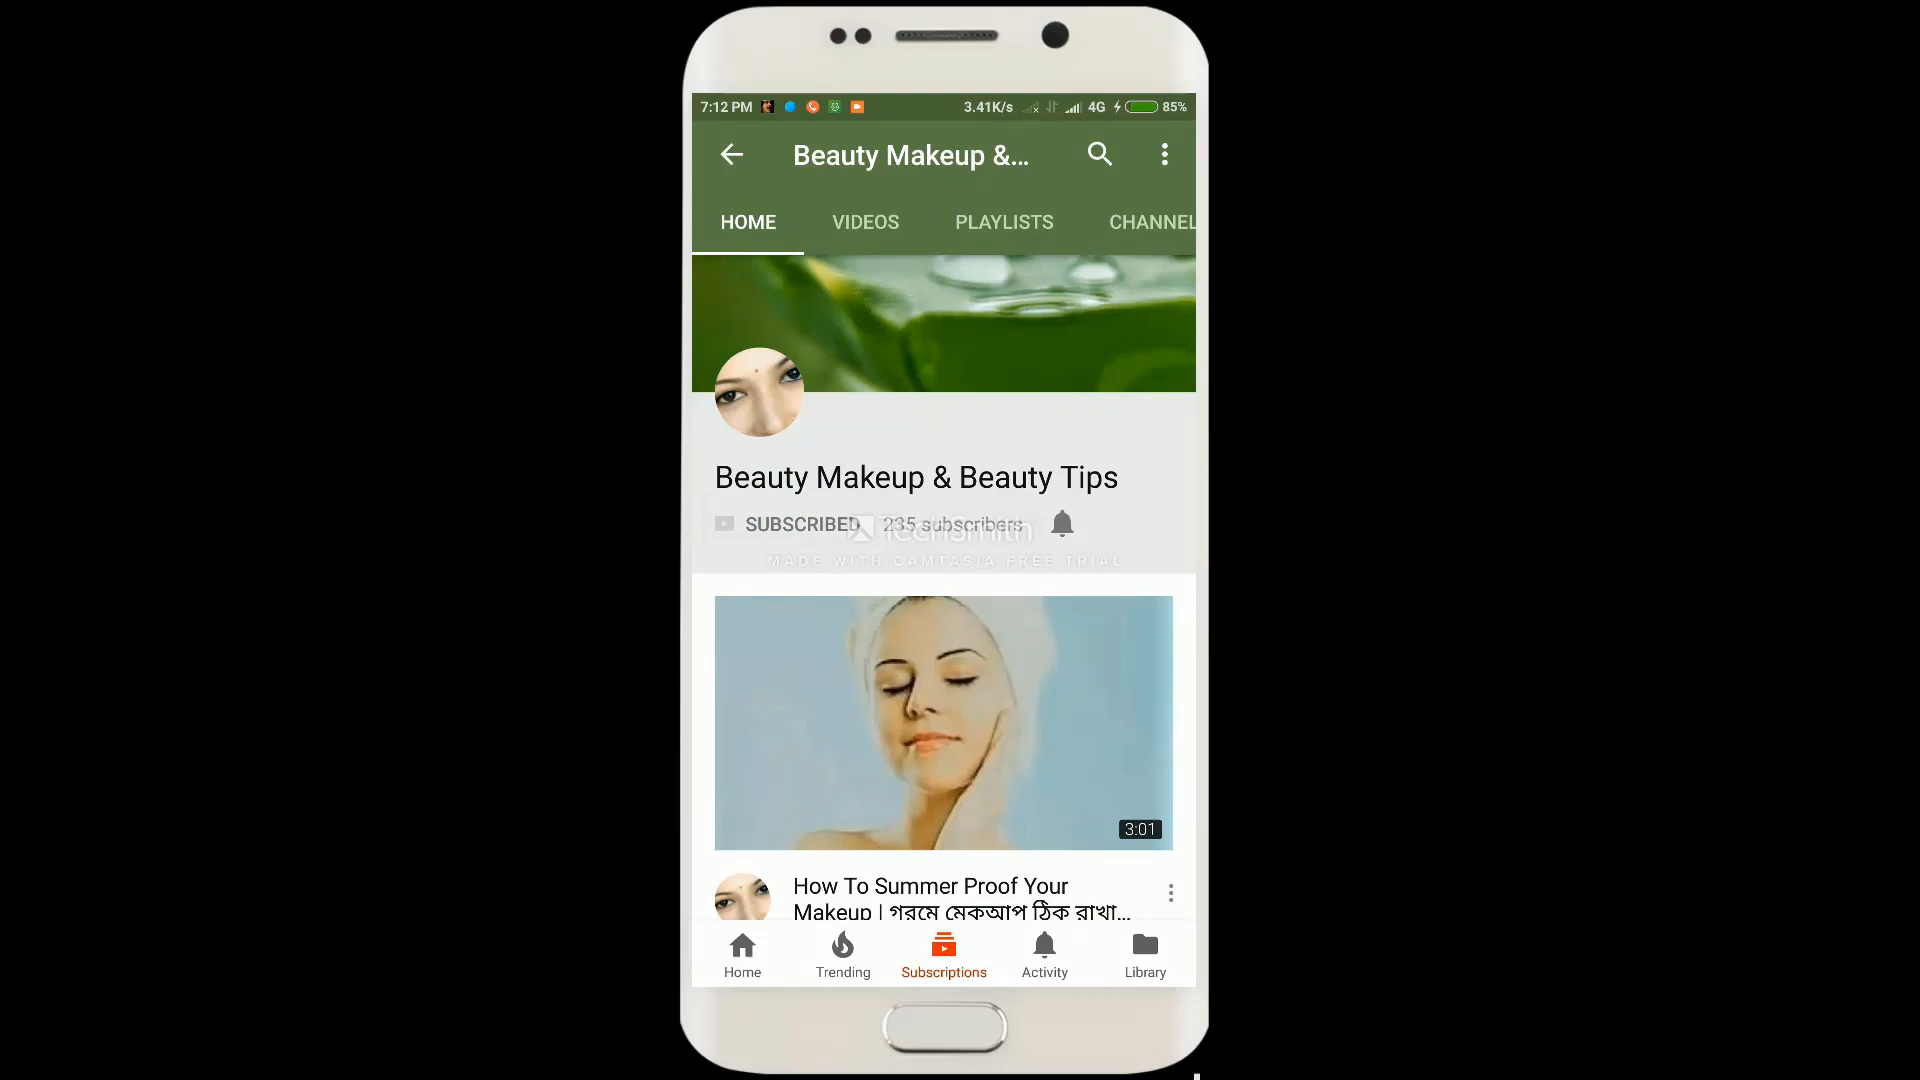 7:12 PM 3.41K/s 4G 85%
Beauty Makeup &...
HOME VIDEOS PLAYLISTS CHANNEL
Beauty Makeup & Beauty Tips
SUBSCRIBED 235 subscribers
TechSmith
MADE WITH CAMTASIA FREE TRIAL
3:01
How To Summer Proof Your
Makeup | গরমে মেকআপ ঠিক রাখা...
Home Trending Subscriptions Activity Library